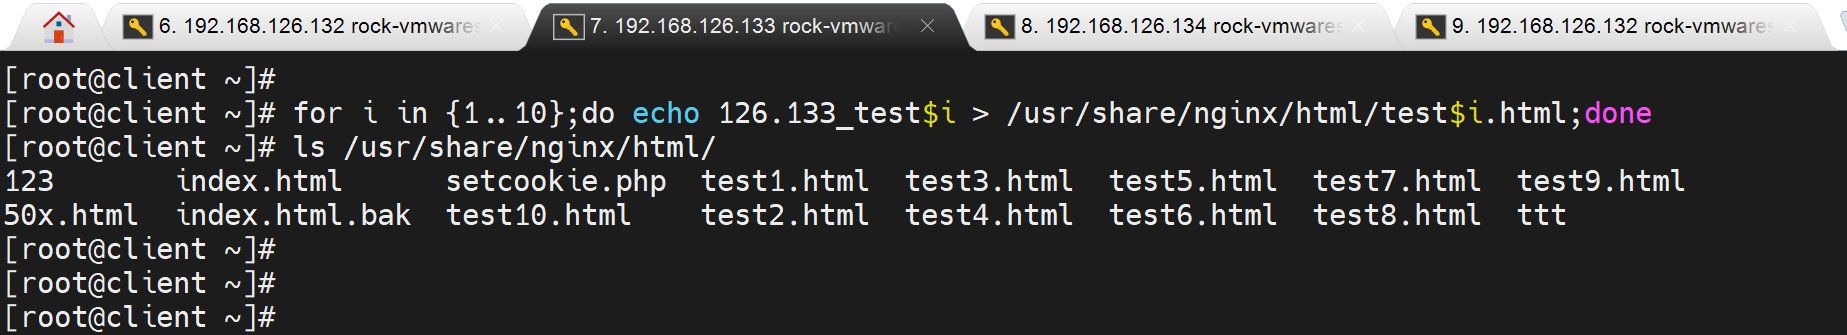 6. 192.168.126.132 rock-vmwares 7. 192.168.126.133 rock-vmwar 8. 192.168.126.134 rock-vmwares 9. 192.168.126.132 rock-vmwares
[root@client ~]#
[root@client ~]# for i in {1..10};do echo 126.133_test$i > /usr/share/nginx/html/test$i.html;done
[root@client ~]# ls /usr/share/nginx/html/
123 index.html setcookie.php test1.html test3.html test5.html test7.html test9.html
50x.html index.html.bak test10.html test2.html test4.html test6.html test8.html ttt
[root@client ~]#
[root@client ~]#
[root@client ~]#